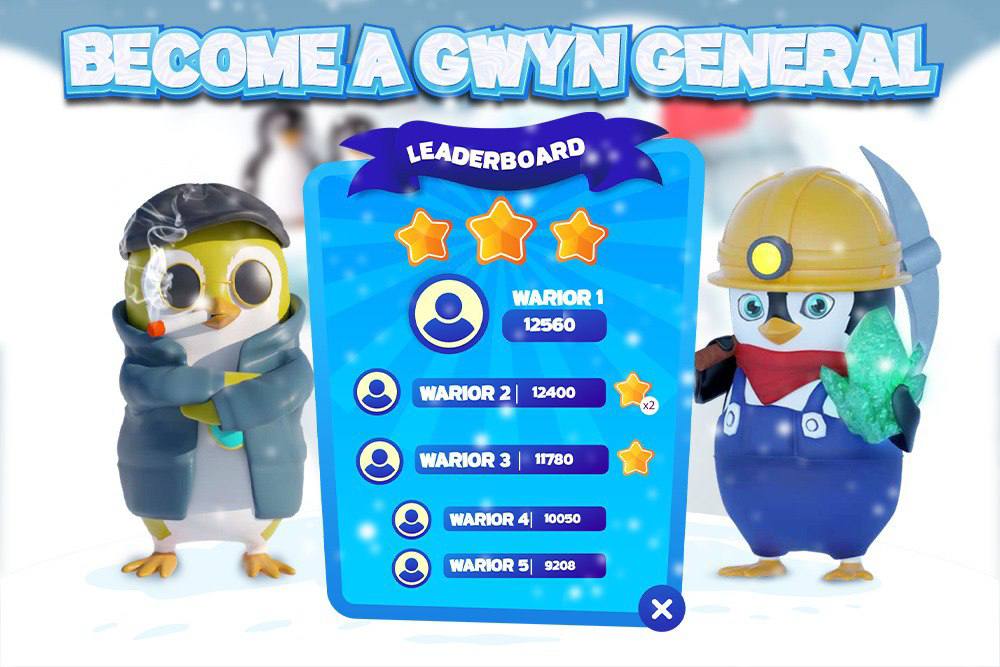 BECOME A GWYN GENERAL
LEADERBOARD
WARIOR 1
12560
WARIOR 2 | 12400
x2
WARIOR 3 | 11780
WARIOR 4 | 10050
WARIOR 5 | 9208